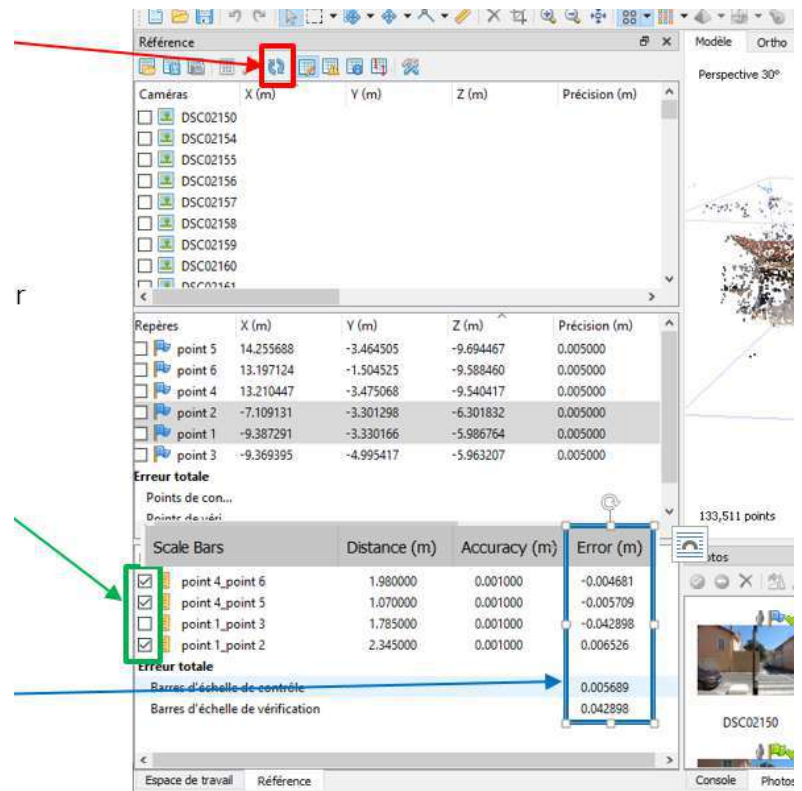 Référence
Modèle Ortho
Perspective 30°
Caméras X (m) Y (m) Z (m) Précision (m)
DSC02150
DSC02154
DSC02155
DSC02156
DSC02157
DSC02158
DSC02159
DSC02160
DSC02161
r
Repères X (m) Y (m) Z (m) Précision (m)
point 5 14.255688 -3.464505 -9.694467 0.005000
point 6 13.197124 -1.504525 -9.588460 0.005000
point 4 13.210447 -3.475068 -9.540417 0.005000
point 2 -7.109131 -3.301298 -6.301832 0.005000
point 1 -9.387291 -3.330166 -5.986764 0.005000
point 3 -9.369395 -4.995417 -5.963207 0.005000
Erreur totale
Points de con...
Points de véri
133,511 points
Scale Bars Distance (m) Accuracy (m) Error (m)
otos
point 4_point 6 1.980000 0.001000 -0.004681
point 4_point 5 1.070000 0.001000 -0.005709
point 1_point 3 1.785000 0.001000 -0.042898
point 1_point 2 2.345000 0.001000 0.006526
Erreur totale
Barres d'échelle de contrôle 0.005689
Barres d'échelle de vérification 0.042898
DSC02150
Espace de travail Référence
Console Photos